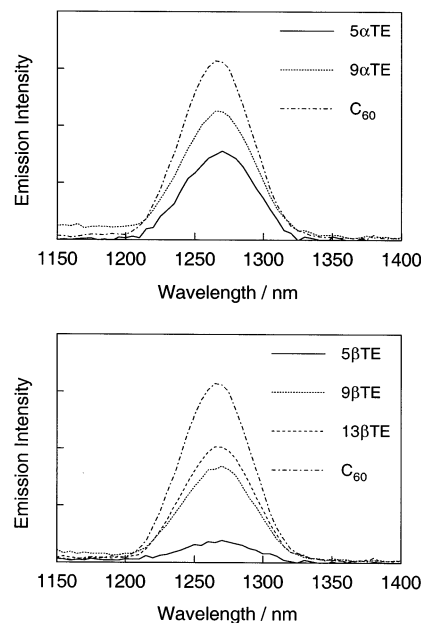 5αTE
9αTE
C₆₀
Emission Intensity
1150 1200 1250 1300 1350 1400
Wavelength / nm
5βTE
9βTE
13βTE
C₆₀
Emission Intensity
1150 1200 1250 1300 1350 1400
Wavelength / nm